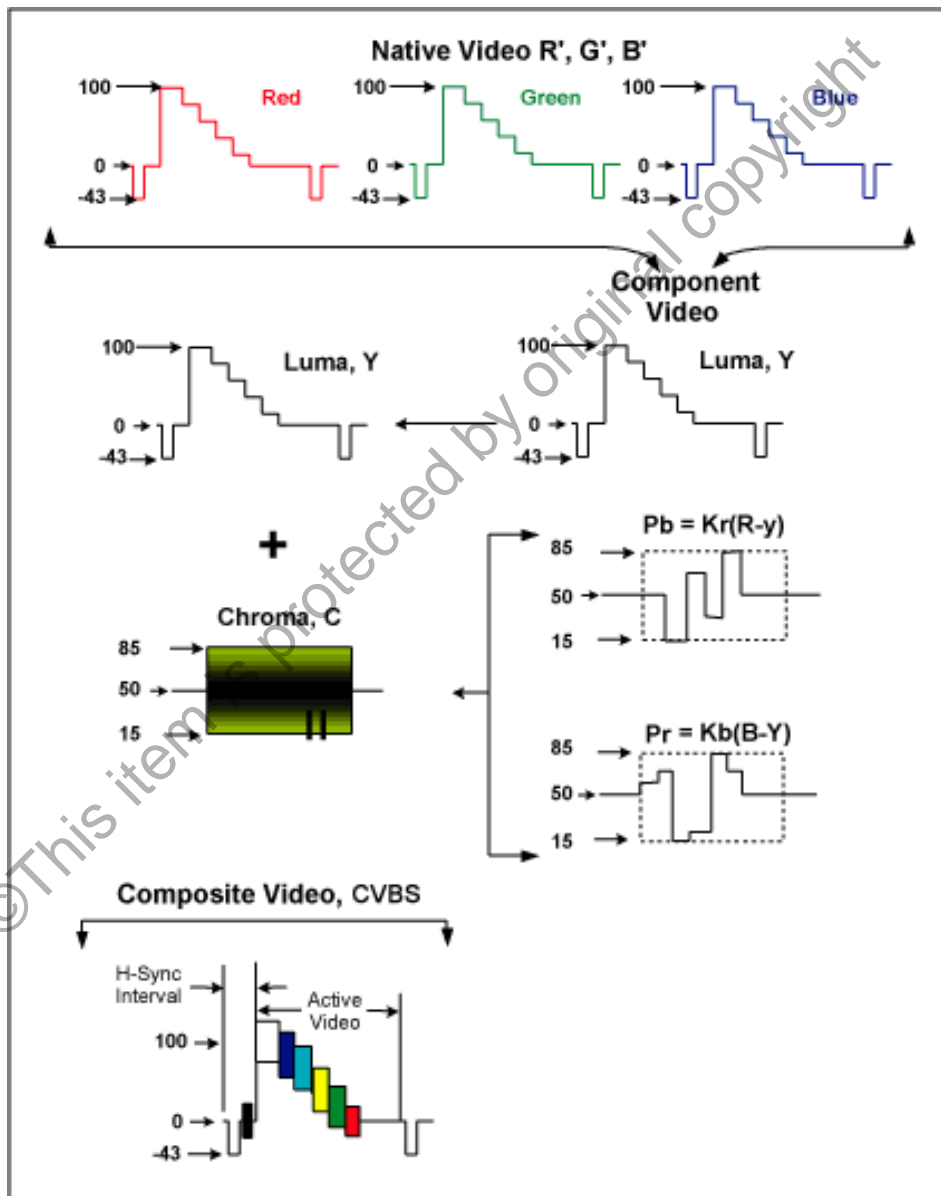 Native Video R', G', B'
100
Red
0
-43
100
Green
0
-43
100
Blue
0
-43
Component
Video
100
Luma, Y
0
-43
100
Luma, Y
0
-43
+
Chroma, C
85
50
15
Pb = Kr(R-y)
85
50
15
Pr = Kb(B-Y)
85
50
15
Composite Video, CVBS
H-Sync
Interval
Active
Video
100
0
-43
©This item is protected by original copyright